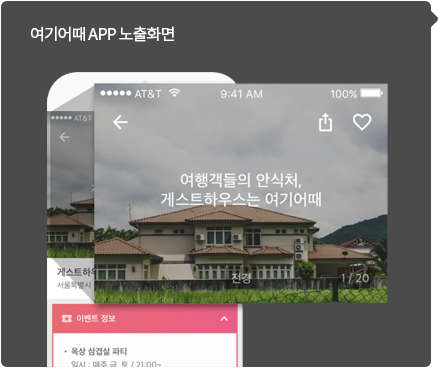 여기어때 APP 노출화면
AT&T
9:41 AM
100%
여행객들의 안식처,
게스트하우스는 여기어때
전경
1 / 20
AT&T
게스트하우
서울특별시
이벤트 정보
• 옥상 삼겹살 파티
일시 : 매주 금, 토 / 21:00~